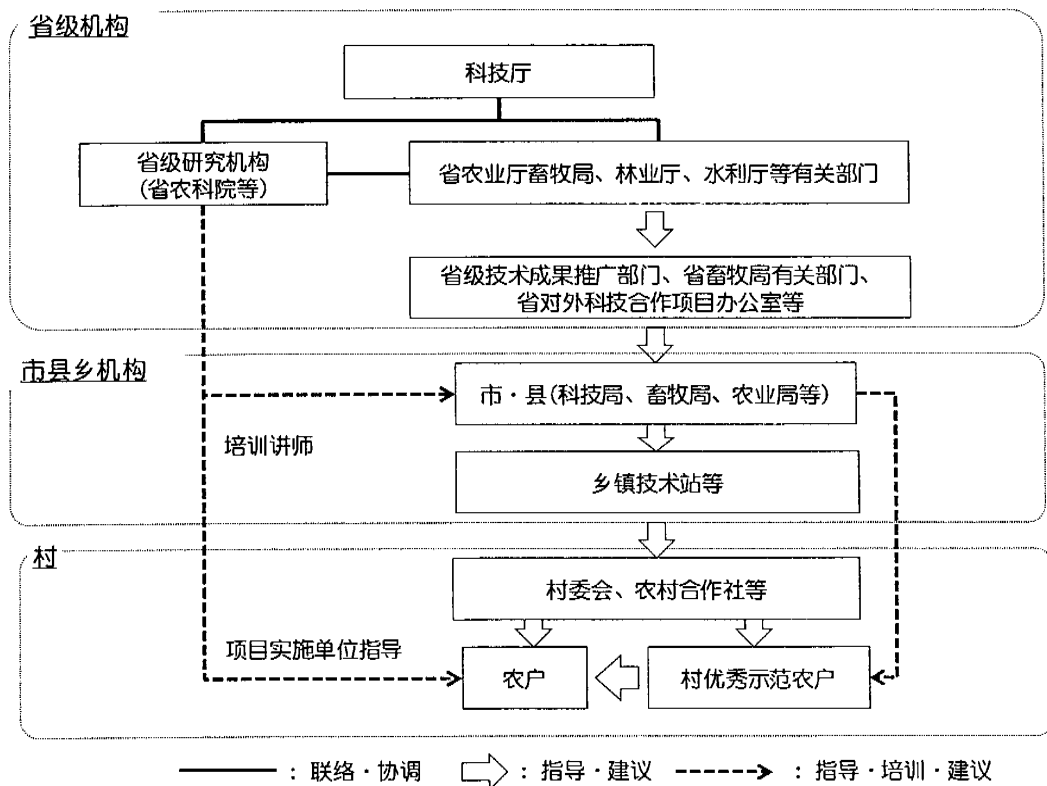 省级机构
科技厅
省级研究机构
(省农科院等)
省农业厅畜牧局、林业厅、水利厅等有关部门
省级技术成果推广部门、省畜牧局有关部门、
省对外科技合作项目办公室等
市县乡机构
市·县(科技局、畜牧局、农业局等)
培训讲师
乡镇技术站等
村
村委会、农村合作社等
项目实施单位指导
农户
村优秀示范农户
：联络·协调
：指导·建议
：指导·培训·建议